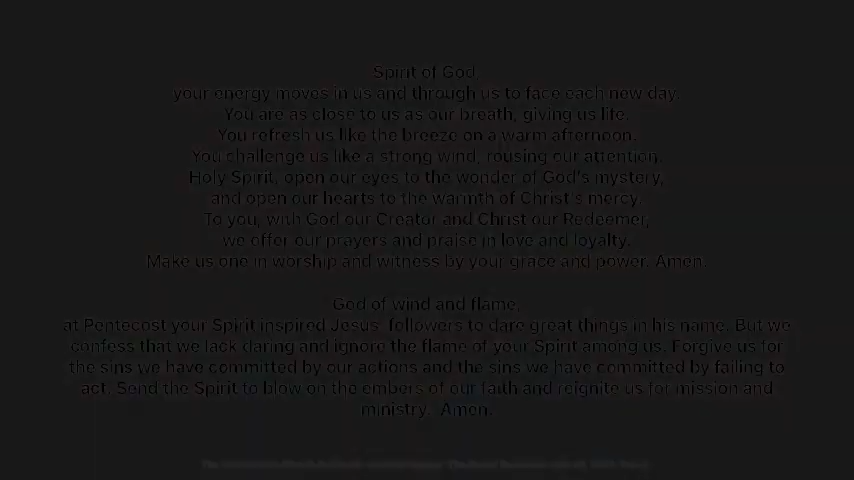 Spirit of God,
your energy moves in us and through us to face each new day.
You are as close to us as our breath, giving us life.
You refresh us like the breeze on a warm afternoon.
You challenge us like a strong wind, rousing our attention.
Holy Spirit, open our eyes to the wonder of God's mystery,
and open our hearts to the warmth of Christ's mercy.
To you, with God our Creator and Christ our Redeemer,
we offer our prayers and praise in love and loyalty.
Make us one in worship and witness by your grace and power. Amen.
God of wind and flame,
at Pentecost your Spirit inspired Jesus' followers to dare great things in his name. But we
confess that we lack daring and ignore the flame of your Spirit among us. Forgive us for
the sins we have committed by our actions and the sins we have committed by failing to
act. Send the Spirit to blow on the embers of our faith and reignite us for mission and
ministry. Amen.